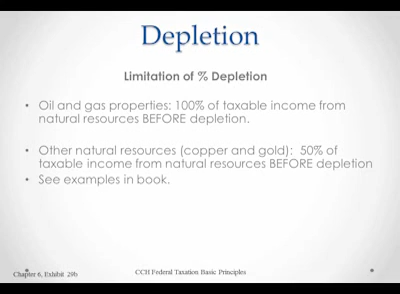 Depletion
Limitation of % Depletion
• Oil and gas properties: 100% of taxable income from
natural resources BEFORE depletion.
• Other natural resources (copper and gold): 50% of
taxable income from natural resources BEFORE depletion
• See examples in book.
Chapter 6, Exhibit 29b
CCH Federal Taxation Basic Principles